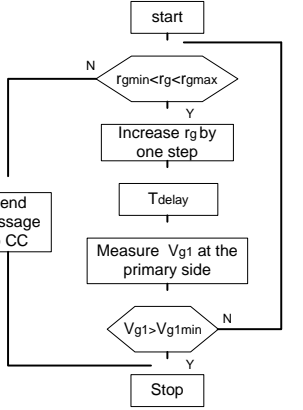 start
N
rgmin<rg<rgmax
Y
Increase rg by
one step
Tdelay
end
ssage
CC
Measure Vg1 at the
primary side
Vg1>Vg1min
N
Y
Stop